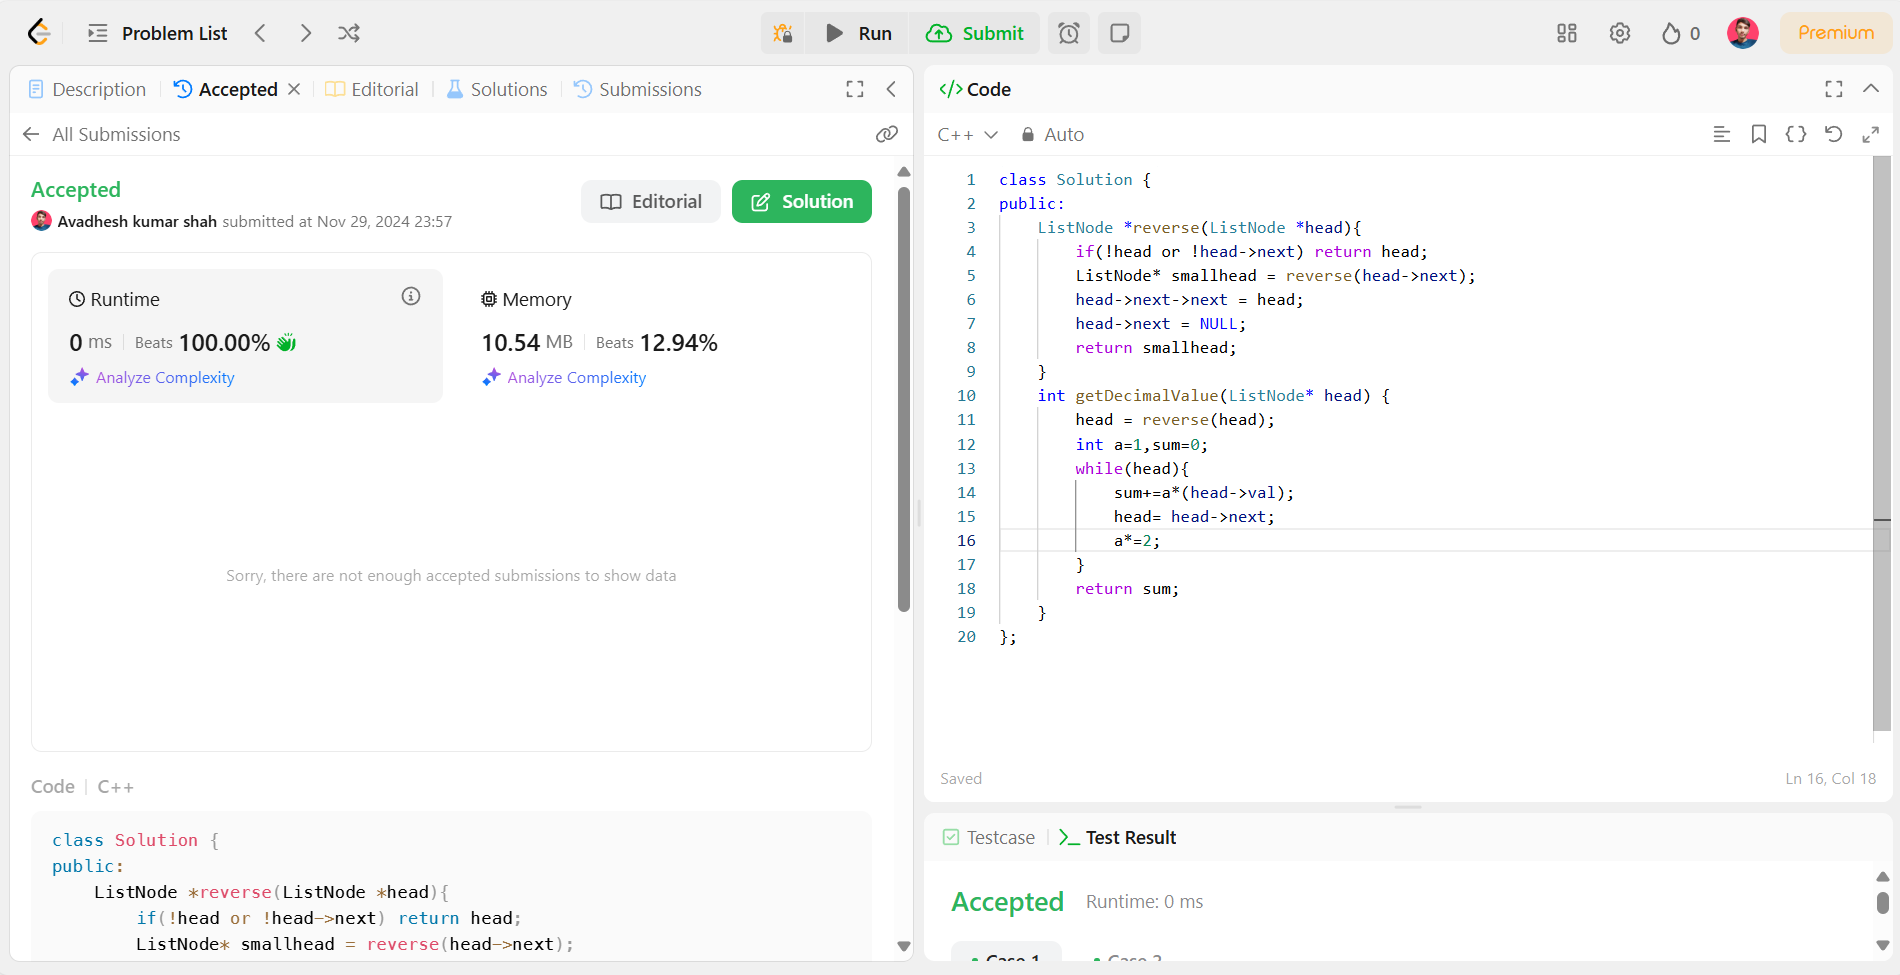 Problem List
Run
Submit
0
Premium
Description
Accepted
Editorial
Solutions
Submissions
All Submissions
Accepted
Avadhesh kumar shah submitted at Nov 29, 2024 23:57
Editorial
Solution
Runtime
0 ms
Beats 100.00%
Analyze Complexity
Memory
10.54 MB
Beats 12.94%
Analyze Complexity
Sorry, there are not enough accepted submissions to show data
Code
C++
class Solution {
public:
    ListNode *reverse(ListNode *head){
        if(!head or !head->next) return head;
        ListNode* smallhead = reverse(head->next);
Code
C++
Auto
1 class Solution {
2 public:
3     ListNode *reverse(ListNode *head){
4         if(!head or !head->next) return head;
5         ListNode* smallhead = reverse(head->next);
6         head->next->next = head;
7         head->next = NULL;
8         return smallhead;
9     }
10     int getDecimalValue(ListNode* head) {
11         head = reverse(head);
12         int a=1,sum=0;
13         while(head){
14             sum+=a*(head->val);
15             head= head->next;
16             a*=2;
17         }
18         return sum;
19     }
20 };
Saved
Ln 16, Col 18
Testcase
Test Result
Accepted
Runtime: 0 ms
Case 1
Case 2